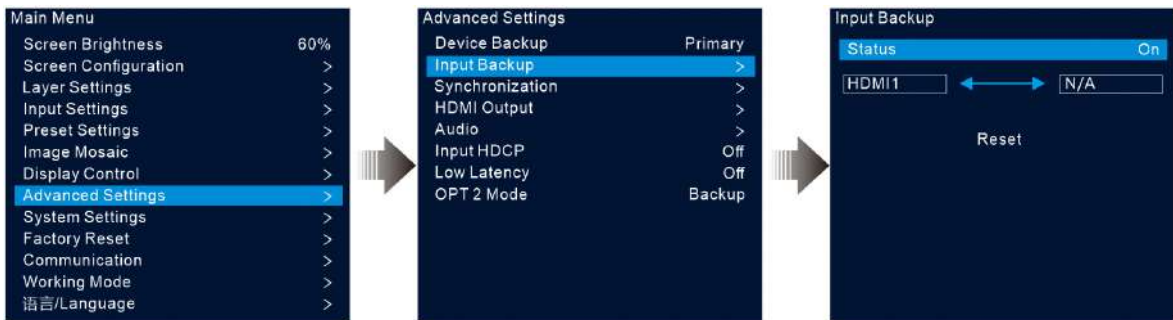 Main Menu
Screen Brightness 60%
Screen Configuration >
Layer Settings >
Input Settings >
Preset Settings >
Image Mosaic >
Display Control >
Advanced Settings >
System Settings >
Factory Reset >
Communication >
Working Mode >
语言/Language >
Advanced Settings
Device Backup Primary
Input Backup >
Synchronization >
HDMI Output >
Audio >
Input HDCP Off
Low Latency Off
OPT 2 Mode Backup
Input Backup
Status On
HDMI1 N/A
Reset